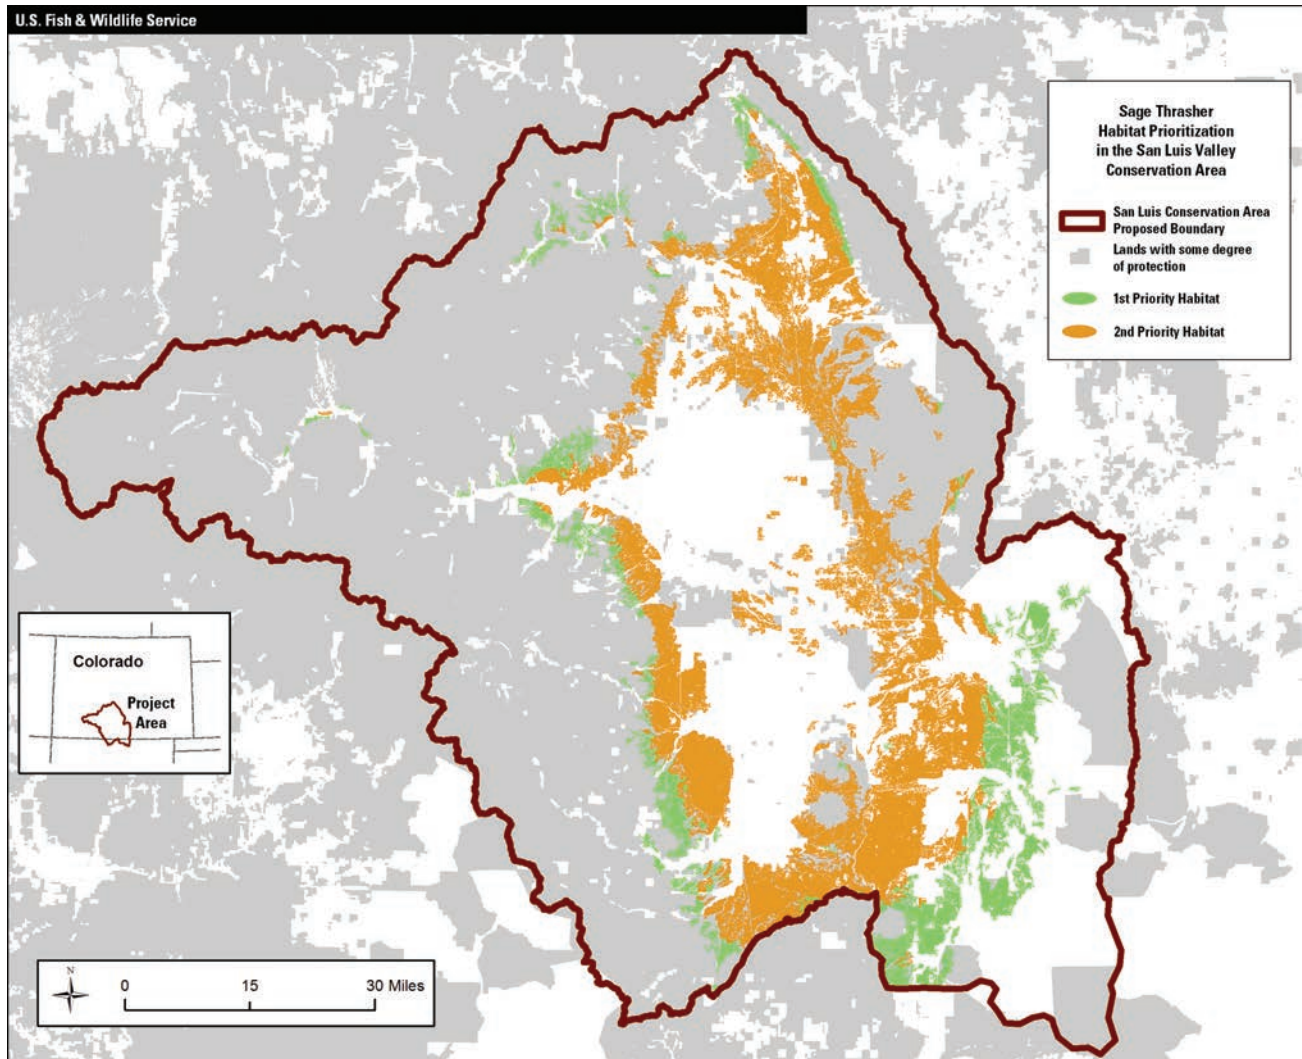 U.S. Fish & Wildlife Service
Sage Thrasher
Habitat Prioritization
in the San Luis Valley
Conservation Area
San Luis Conservation Area
Proposed Boundary
Lands with some degree
of protection
1st Priority Habitat
2nd Priority Habitat
Colorado
Project
Area
N
0 15 30 Miles